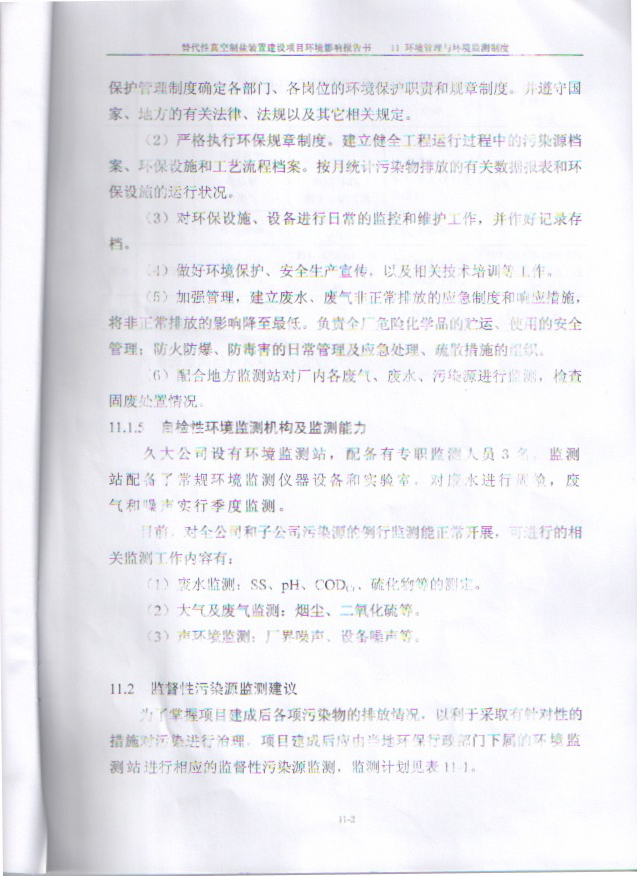 替代性真空制盐装置建设项目环境影响报告书 11 环境管理与环境监测制度
保护管理制度确定各部门、各岗位的环境保护职责和规章制度。并遵守国
家、地方的有关法律、法规以及其它相关规定。
（2）严格执行环保规章制度。建立健全工程运行过程中的污染源档
案、环保设施和工艺流程档案。按月统计污染物排放的有关数据报表和环
保设施的运行状况。
（3）对环保设施、设备进行日常的监控和维护工作，并作好记录存
档。
（4）做好环境保护、安全生产宣传，以及相关技术培训等工作。
（5）加强管理，建立废水、废气非正常排放的应急制度和响应措施，
将非正常排放的影响降至最低。负责全厂危险化学品的贮运、使用的安全
管理；防火防爆、防毒害的日常管理及应急处理、疏散措施的组织。
（6）配合地方监测站对厂内各废气、废水、污染源进行监测，检查
固废处置情况。
11.1.5 自检性环境监测机构及监测能力
久大公司设有环境监测站，配备有专职监测人员 3 名。监测
站配备了常规环境监测仪器设备和实验室。对废水进行周检，废
气和噪声实行季度监测。
目前，对全公司和子公司污染源的例行监测能正常开展，可进行的相
关监测工作内容有：
（1）废水监测：SS、pH、CODCr、硫化物等的测定。
（2）大气及废气监测：烟尘、二氧化硫等。
（3）声环境监测：厂界噪声、设备噪声等。
11.2 监督性污染源监测建议
为了掌握项目建成后各项污染物的排放情况，以利于采取有针对性的
措施对污染进行治理，项目建成后应由当地环保行政部门下属的环境监
测站进行相应的监督性污染源监测，监测计划见表 11-1。
11-2